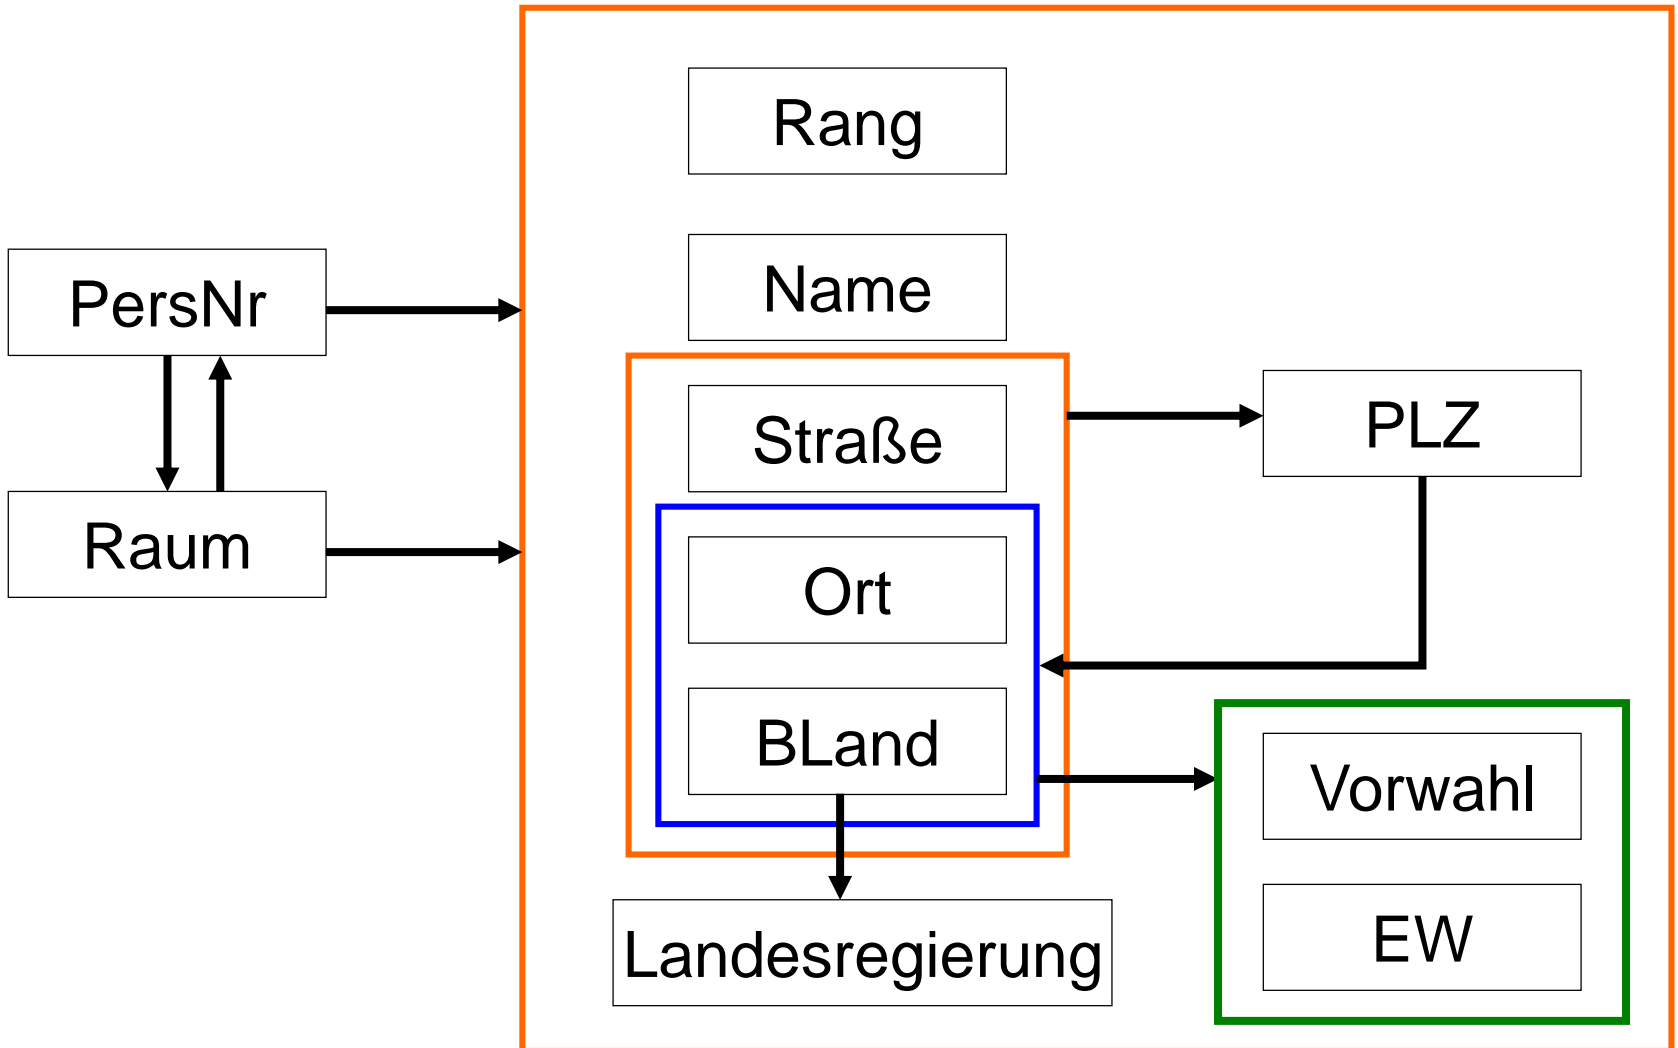 Rang
Name
PersNr
Straße
PLZ
Raum
Ort
BLand
Vorwahl
EW
Landesregierung